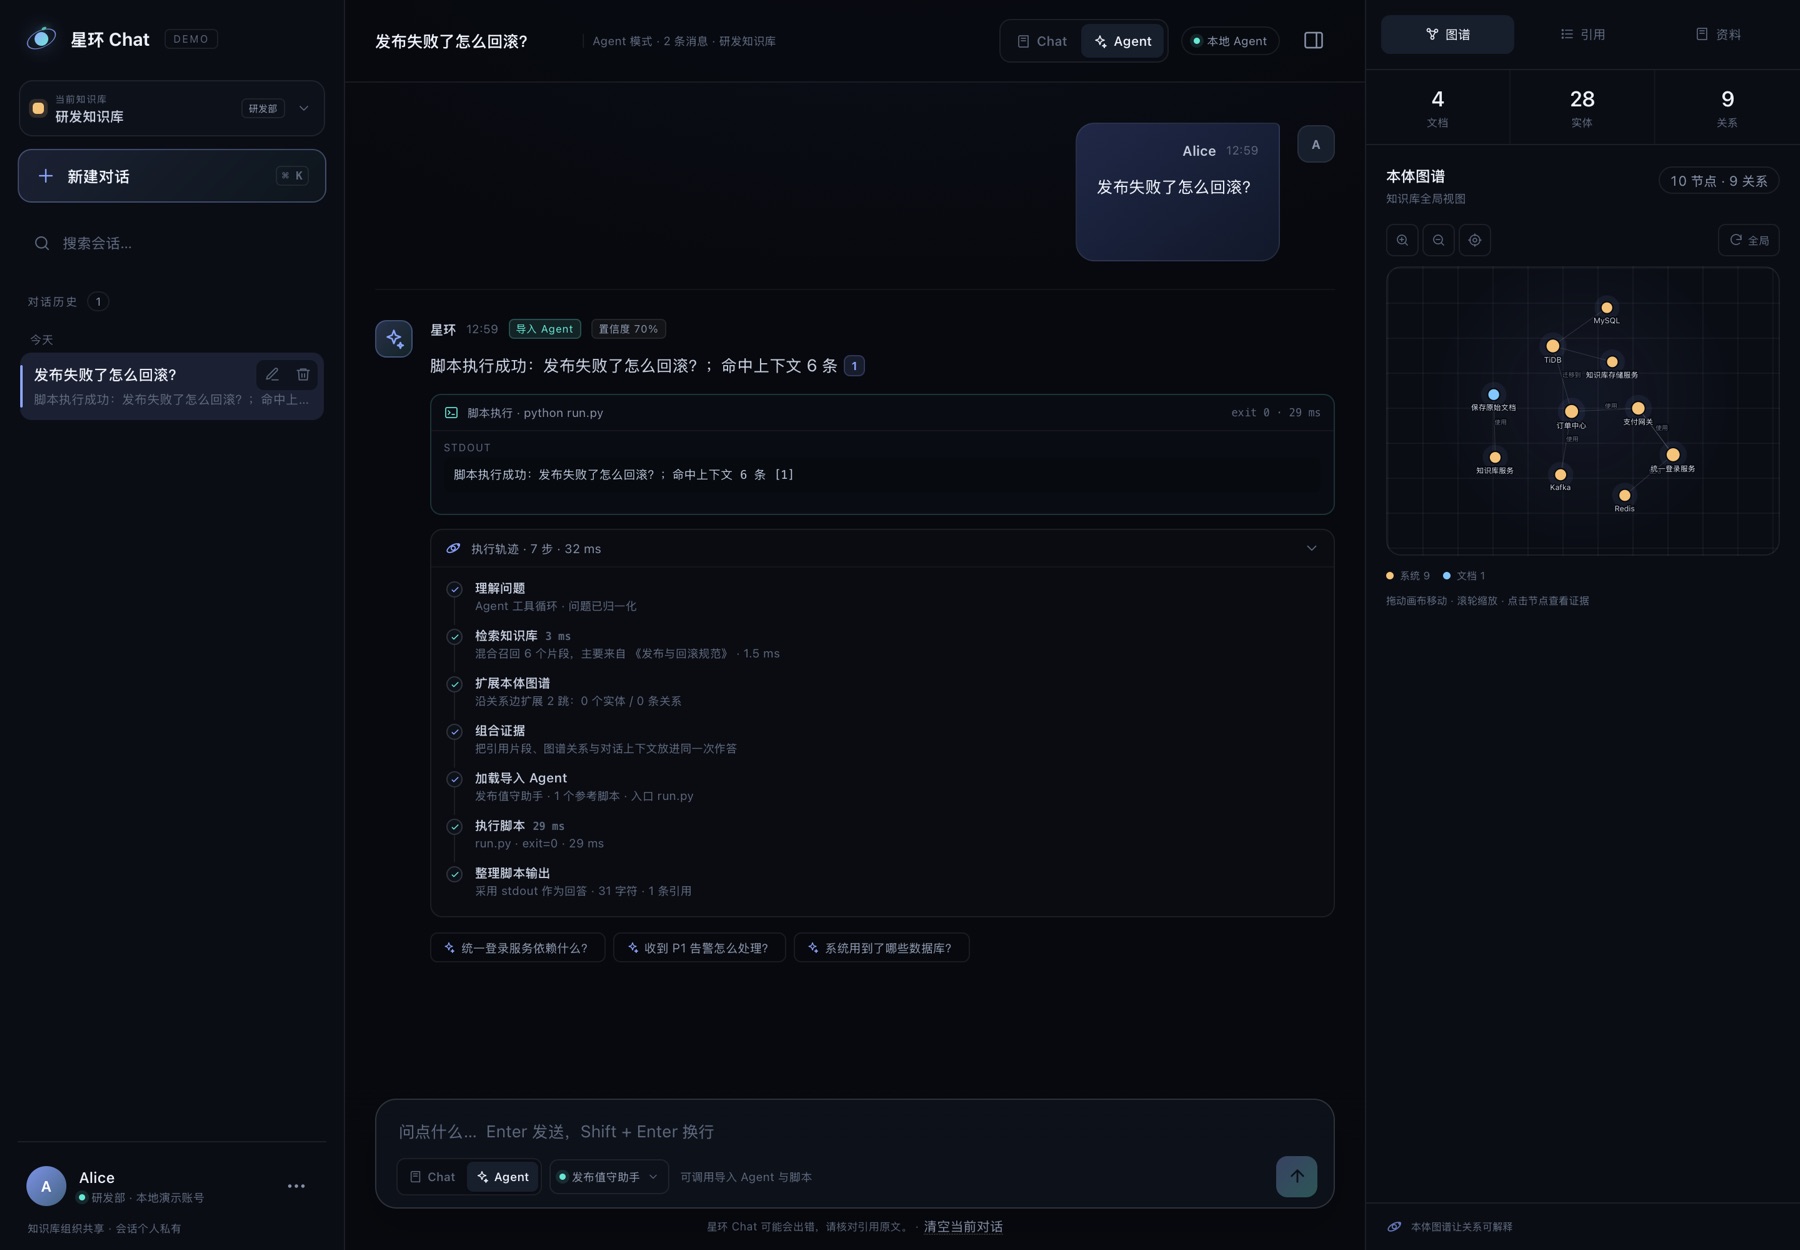 星环 Chat DEMO
当前知识库
研发知识库 研发部
新建对话 ⌘ K
搜索会话...
对话历史 1
今天
发布失败了怎么回滚？
脚本执行成功：发布失败了怎么回滚？；命中上...
A
Alice
研发部 · 本地演示账号
知识库组织共享 · 会话个人私有
发布失败了怎么回滚？ Agent 模式 · 2 条消息 · 研发知识库 Chat Agent 本地 Agent
Alice 12:59 A
发布失败了怎么回滚？
星环 12:59 导入 Agent 置信度 70%
脚本执行成功：发布失败了怎么回滚？；命中上下文 6 条 1
脚本执行 · python run.py exit 0 · 29 ms
STDOUT
脚本执行成功：发布失败了怎么回滚？；命中上下文 6 条 [1]
执行轨迹 · 7 步 · 32 ms
理解问题
Agent 工具循环 · 问题已归一化
检索知识库 3 ms
混合召回 6 个片段，主要来自 《发布与回滚规范》 · 1.5 ms
扩展本体图谱
沿关系边扩展 2 跳：0 个实体 / 0 条关系
组合证据
把引用片段、图谱关系与对话上下文放进同一次作答
加载导入 Agent
发布值守助手 · 1 个参考脚本 · 入口 run.py
执行脚本 29 ms
run.py · exit=0 · 29 ms
整理脚本输出
采用 stdout 作为回答 · 31 字符 · 1 条引用
统一登录服务依赖什么？ 收到 P1 告警怎么处理？ 系统用到了哪些数据库？
问点什么... Enter 发送，Shift + Enter 换行
Chat Agent 发布值守助手 可调用导入 Agent 与脚本
星环 Chat 可能会出错，请核对引用原文。 · 清空当前对话
图谱 引用 资料
4 28 9
文档 实体 关系
本体图谱 10 节点 · 9 关系
知识库全局视图
全局
MySQL
TiDB
迁移到 知识库存储服务
保存原始文档 使用
使用 订单中心 支付网关 使用
使用
知识库服务 统一登录服务
Kafka
Redis
系统 9 文档 1
拖动画布移动 · 滚轮缩放 · 点击节点查看证据
本体图谱让关系可解释